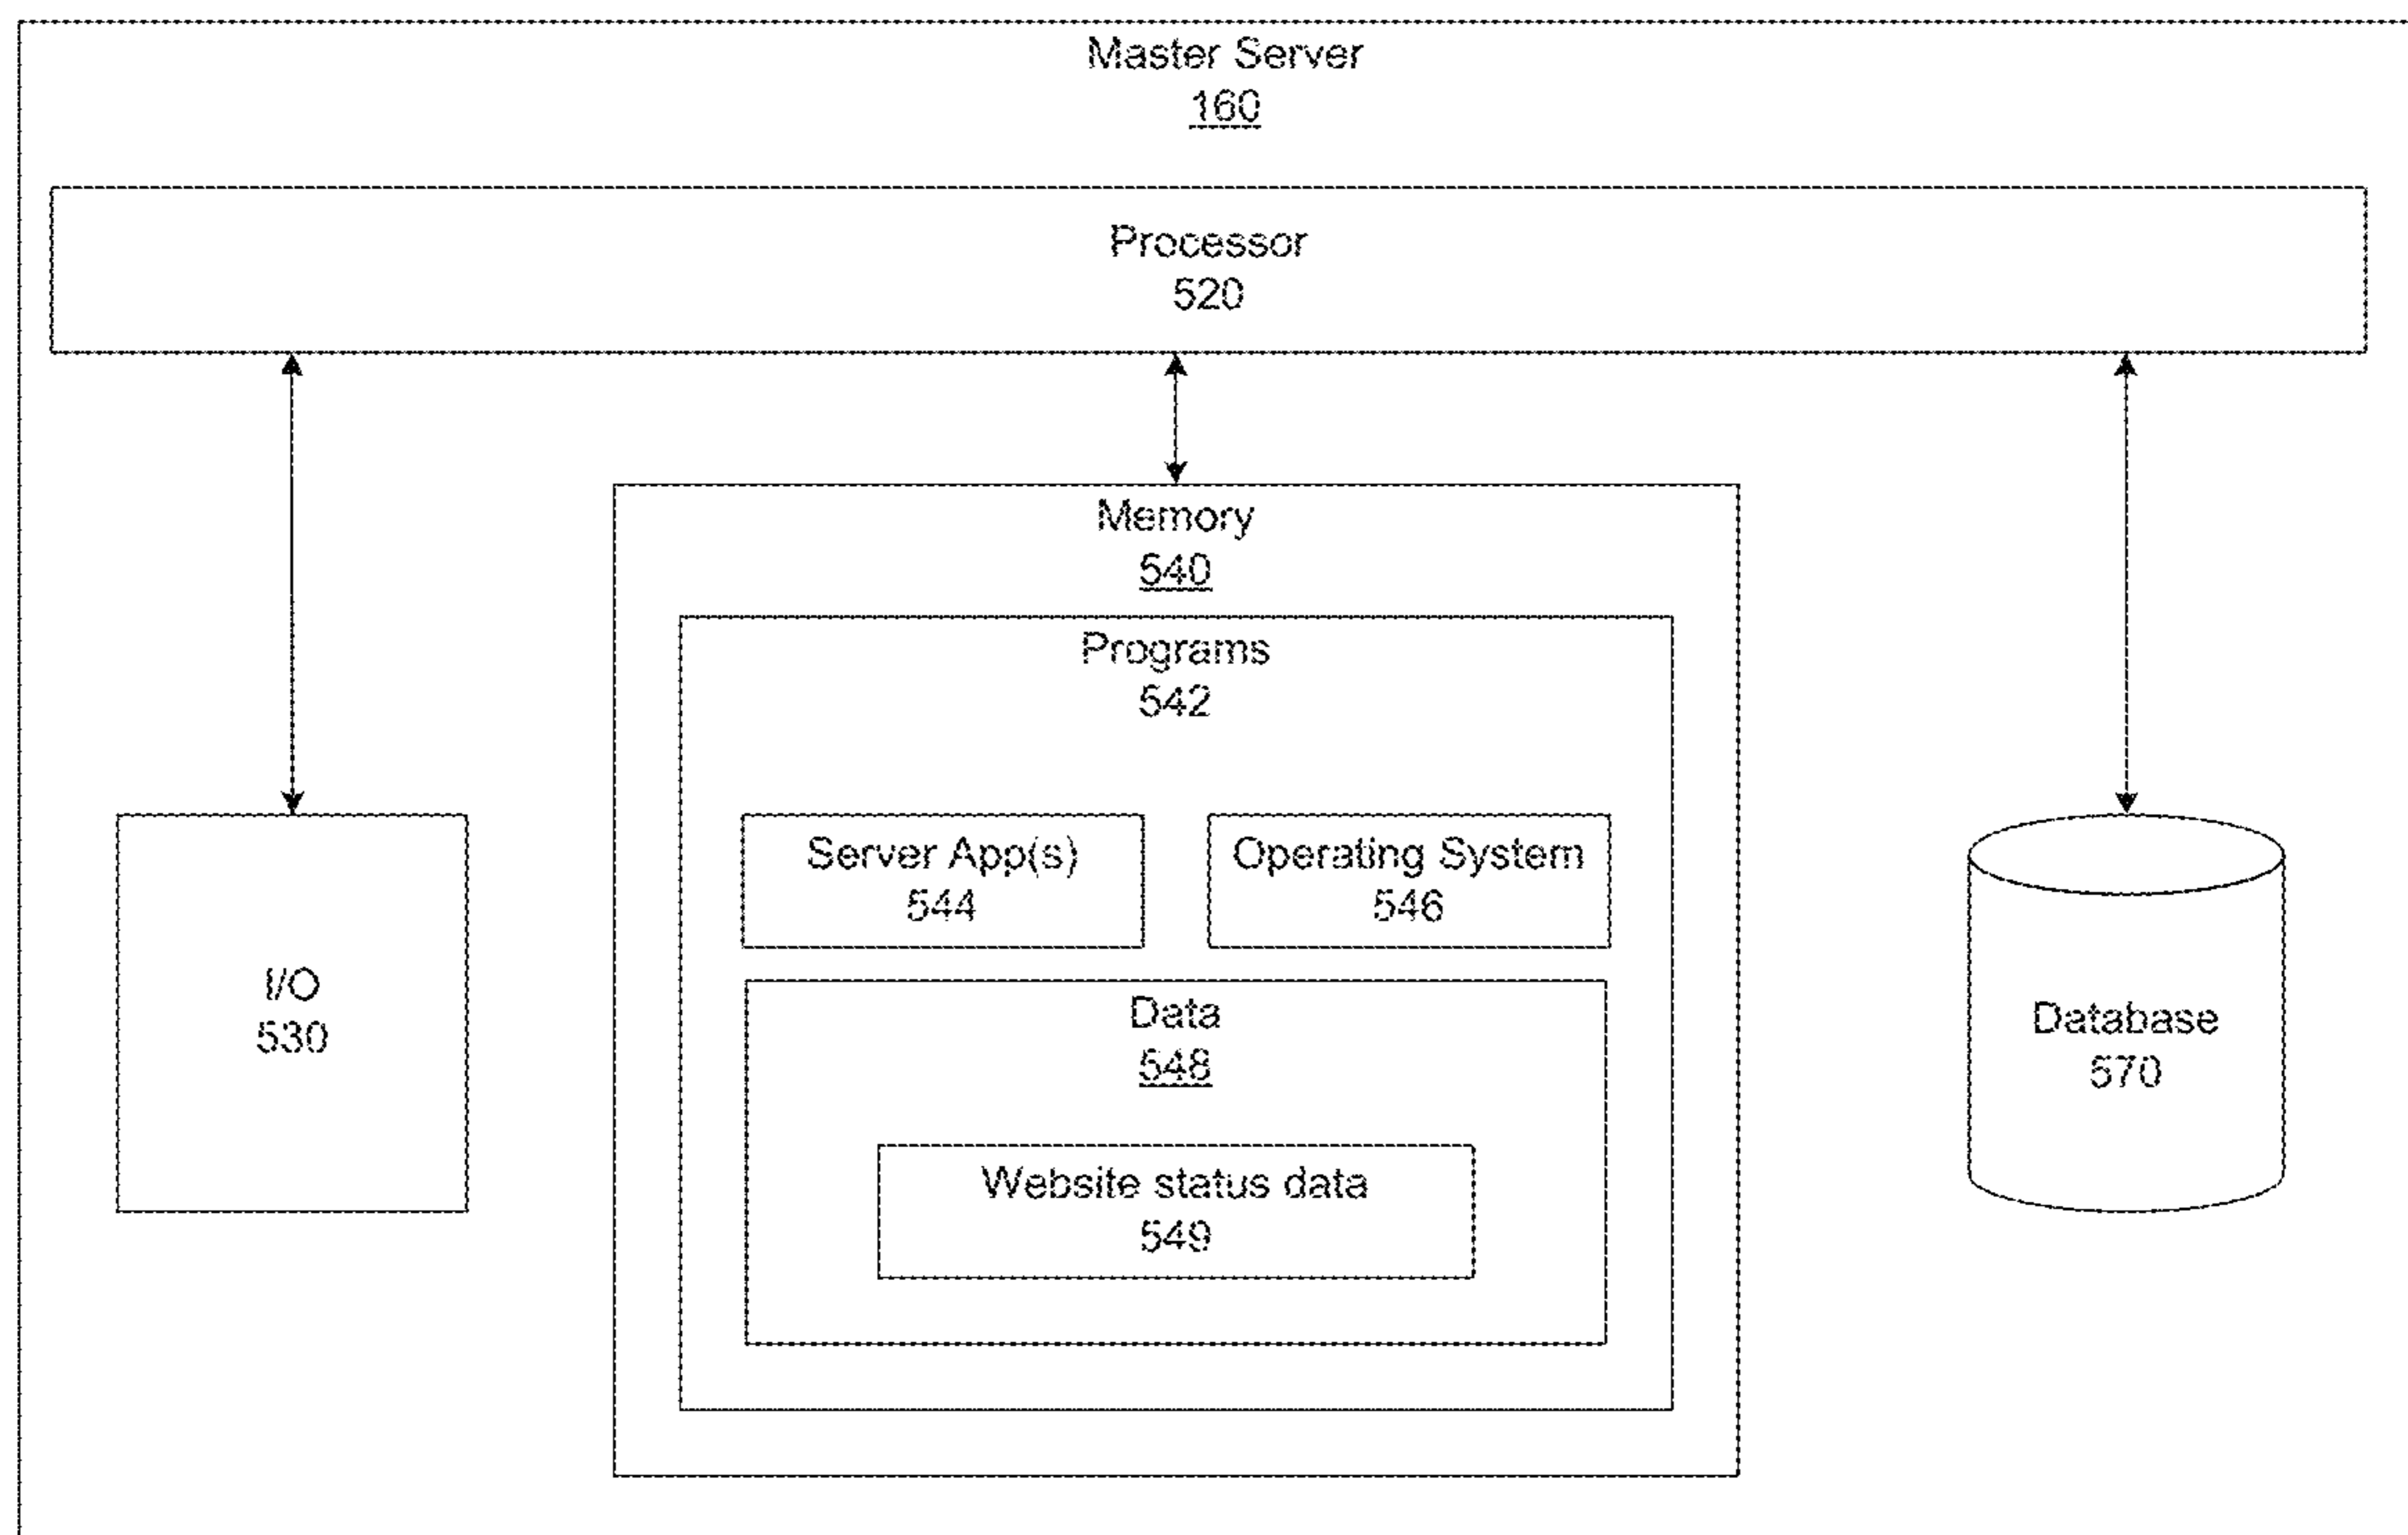 Master Server
160
Processor
520
Memory
540
Programs
542
Server App(s)
544
Operating System
546
I/O
530
Data
548
Database
570
Website status data
549